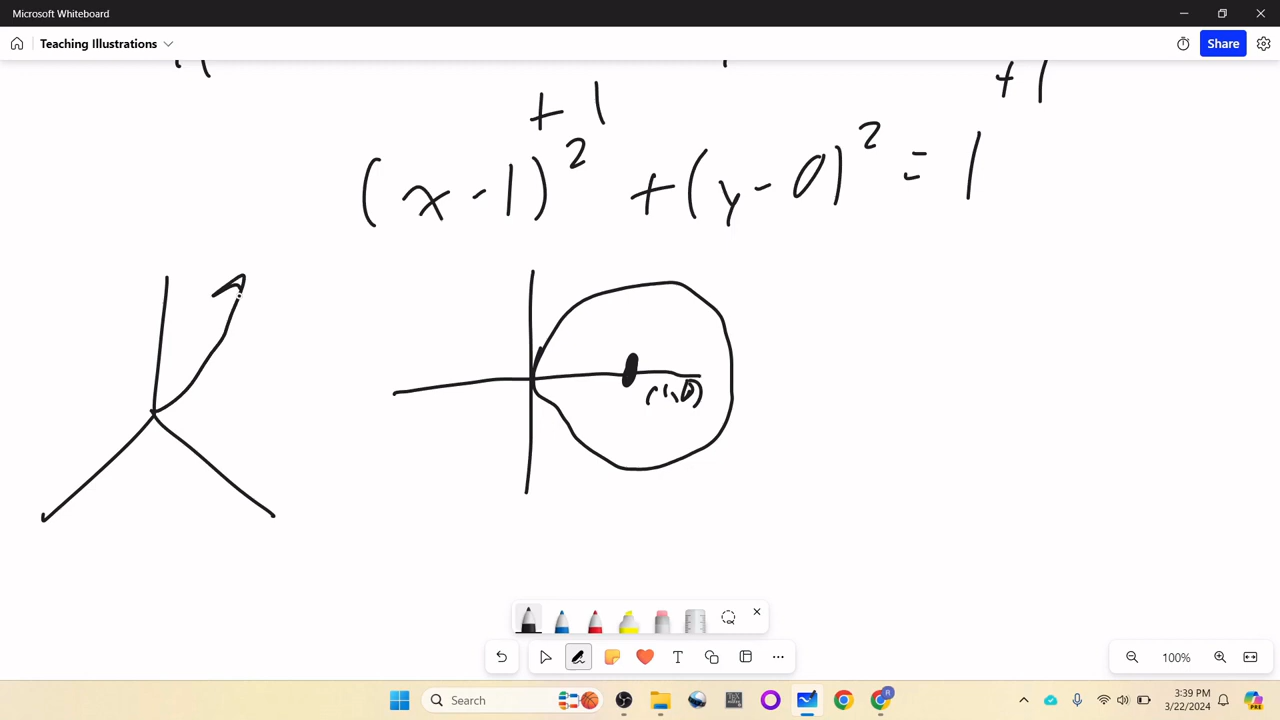 Microsoft Whiteboard
Teaching Illustrations
Share
+ 1
+1
(x - 1)² + (y - 0)² = 1
(1,0)
100%
Search
3:39 PM
3/22/2024